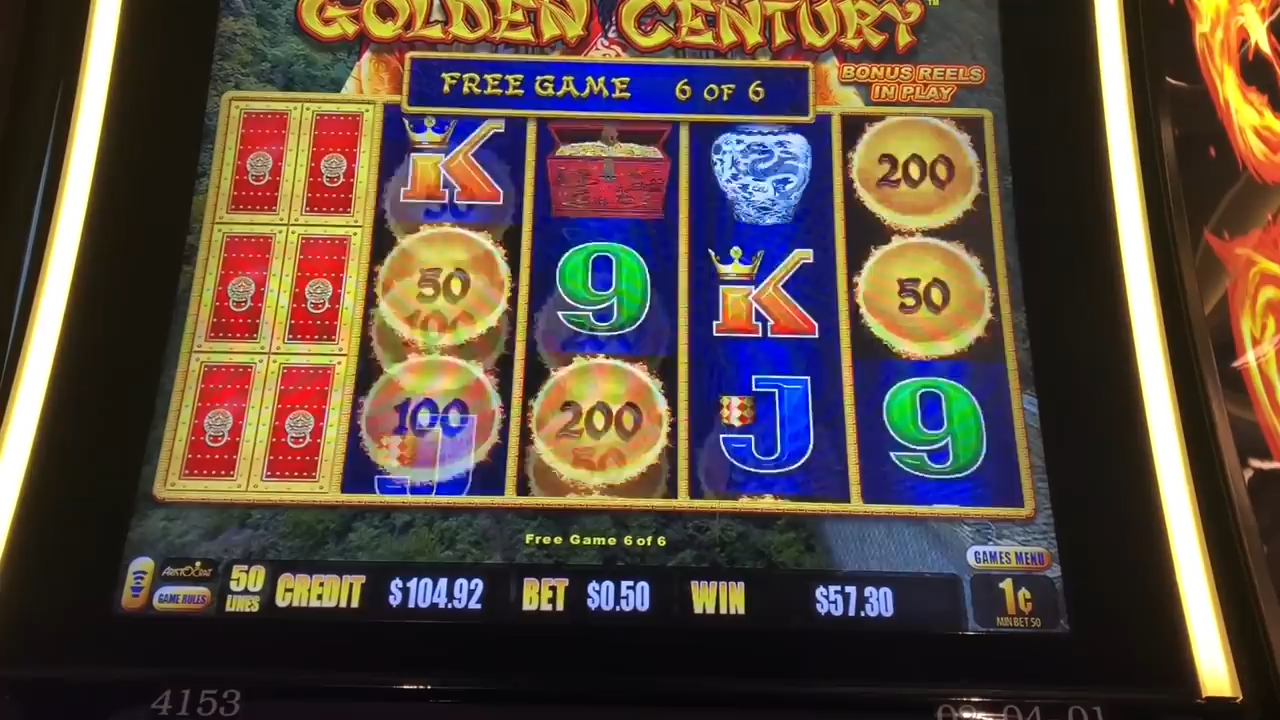 GOLDEN CENTURY™
FREE GAME 6 OF 6
BONUS REELS
IN PLAY
K 200
50 9 K 50
100 200 J 9
J
Free Game 6 of 6
GAMES MENU
ARISTOCRAT
GAME RULES
50
LINES
CREDIT $104.92 BET $0.50 WIN $57.30
1¢
MIN BET 50
4153